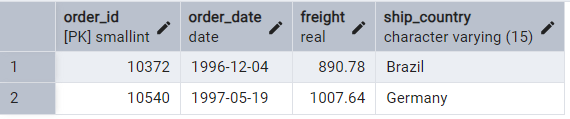 order_id order_date freight ship_country
[PK] smallint date real character varying (15)
1 10372 1996-12-04 890.78 Brazil
2 10540 1997-05-19 1007.64 Germany